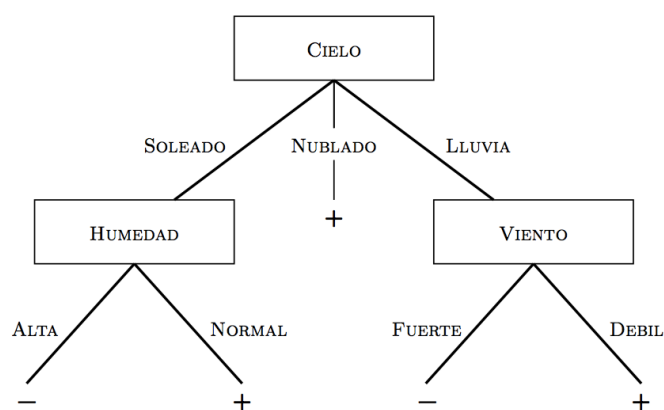 CIELO
SOLEADO NUBLADO LLUVIA
+
HUMEDAD VIENTO
ALTA NORMAL FUERTE DEBIL
− + − +